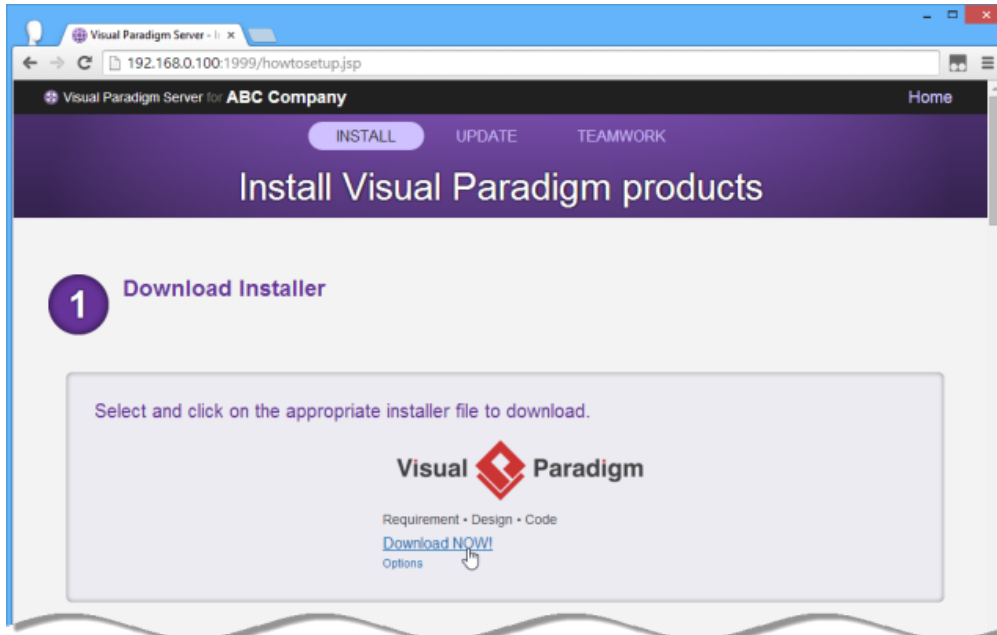 Visual Paradigm Server - I
192.168.0.100:1999/howtosetup.jsp
Visual Paradigm Server for ABC Company Home
INSTALL UPDATE TEAMWORK
Install Visual Paradigm products
1 Download Installer
Select and click on the appropriate installer file to download.
Visual Paradigm
Requirement • Design • Code
Download NOW!
Options